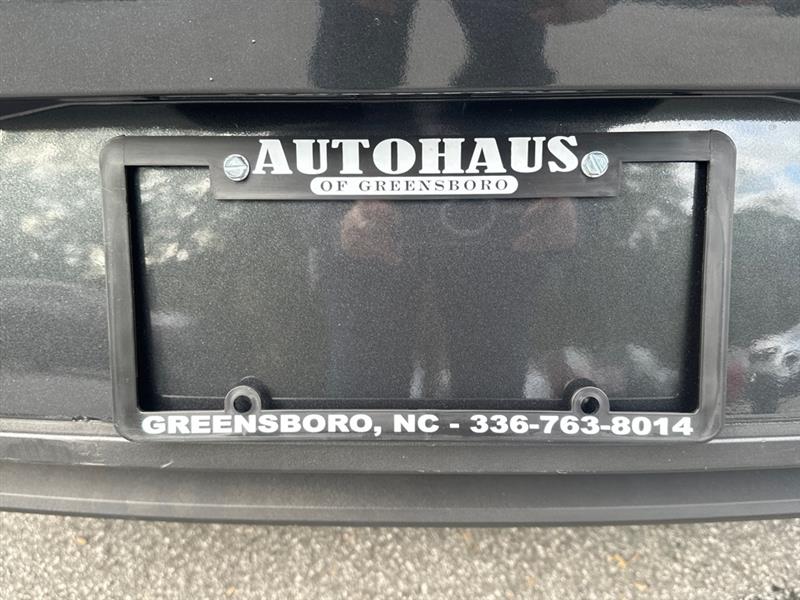 AUTOHAUS
OF GREENSBORO
GREENSBORO, NC - 336-763-8014